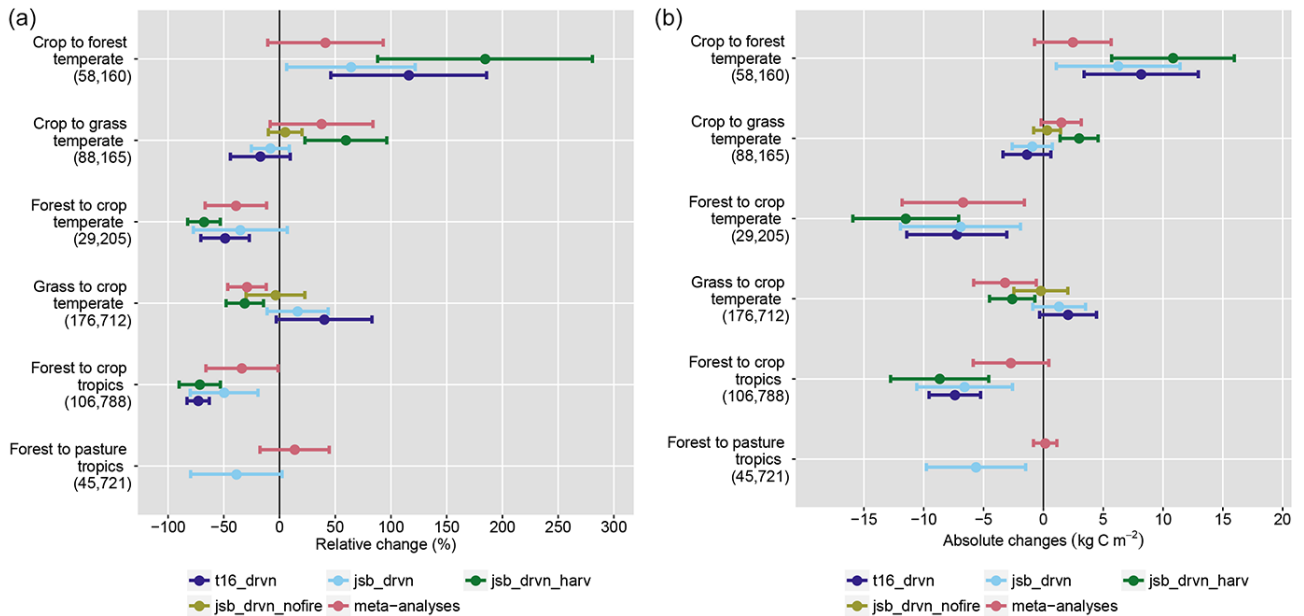 (a)
Crop to forest
temperate
(58,160)
Crop to grass
temperate
(88,165)
Forest to crop
temperate
(29,205)
Grass to crop
temperate
(176,712)
Forest to crop
tropics
(106,788)
Forest to pasture
tropics
(45,721)
−100 −50 0 50 100 150 200 250 300
Relative change (%)
t16_drvn jsb_drvn jsb_drvn_harv
jsb_drvn_nofire meta−analyses
(b)
Crop to forest
temperate
(58,160)
Crop to grass
temperate
(88,165)
Forest to crop
temperate
(29,205)
Grass to crop
temperate
(176,712)
Forest to crop
tropics
(106,788)
Forest to pasture
tropics
(45,721)
−15 −10 −5 0 5 10 15 20
Absolute changes (kg C m⁻²)
t16_drvn jsb_drvn jsb_drvn_harv
jsb_drvn_nofire meta−analyses